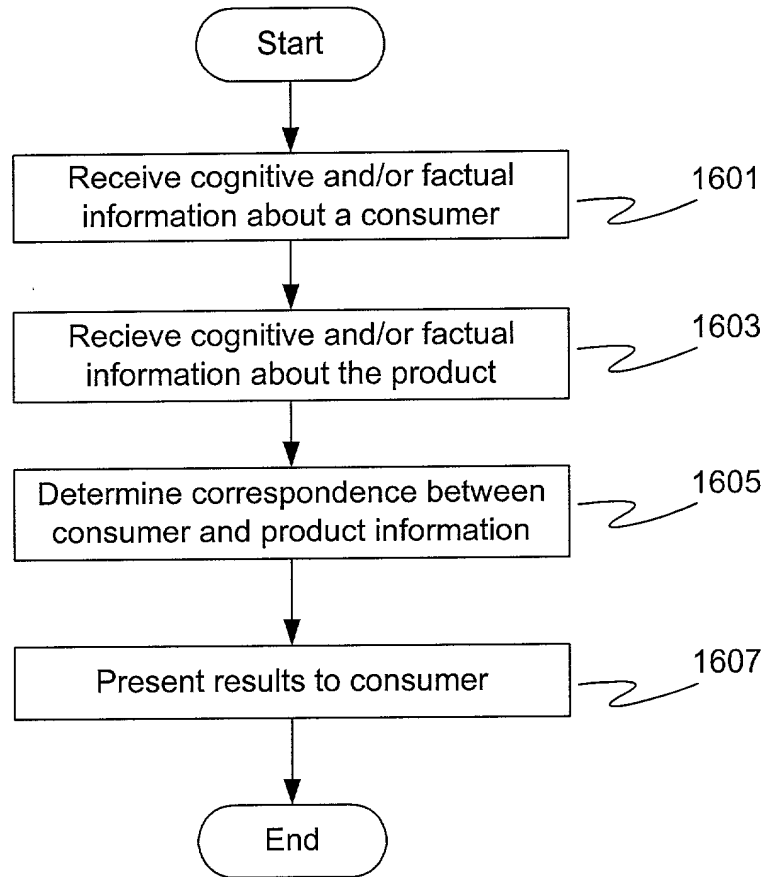 Start
Receive cognitive and/or factual
information about a consumer
1601
Recieve cognitive and/or factual
information about the product
1603
Determine correspondence between
consumer and product information
1605
Present results to consumer
1607
End